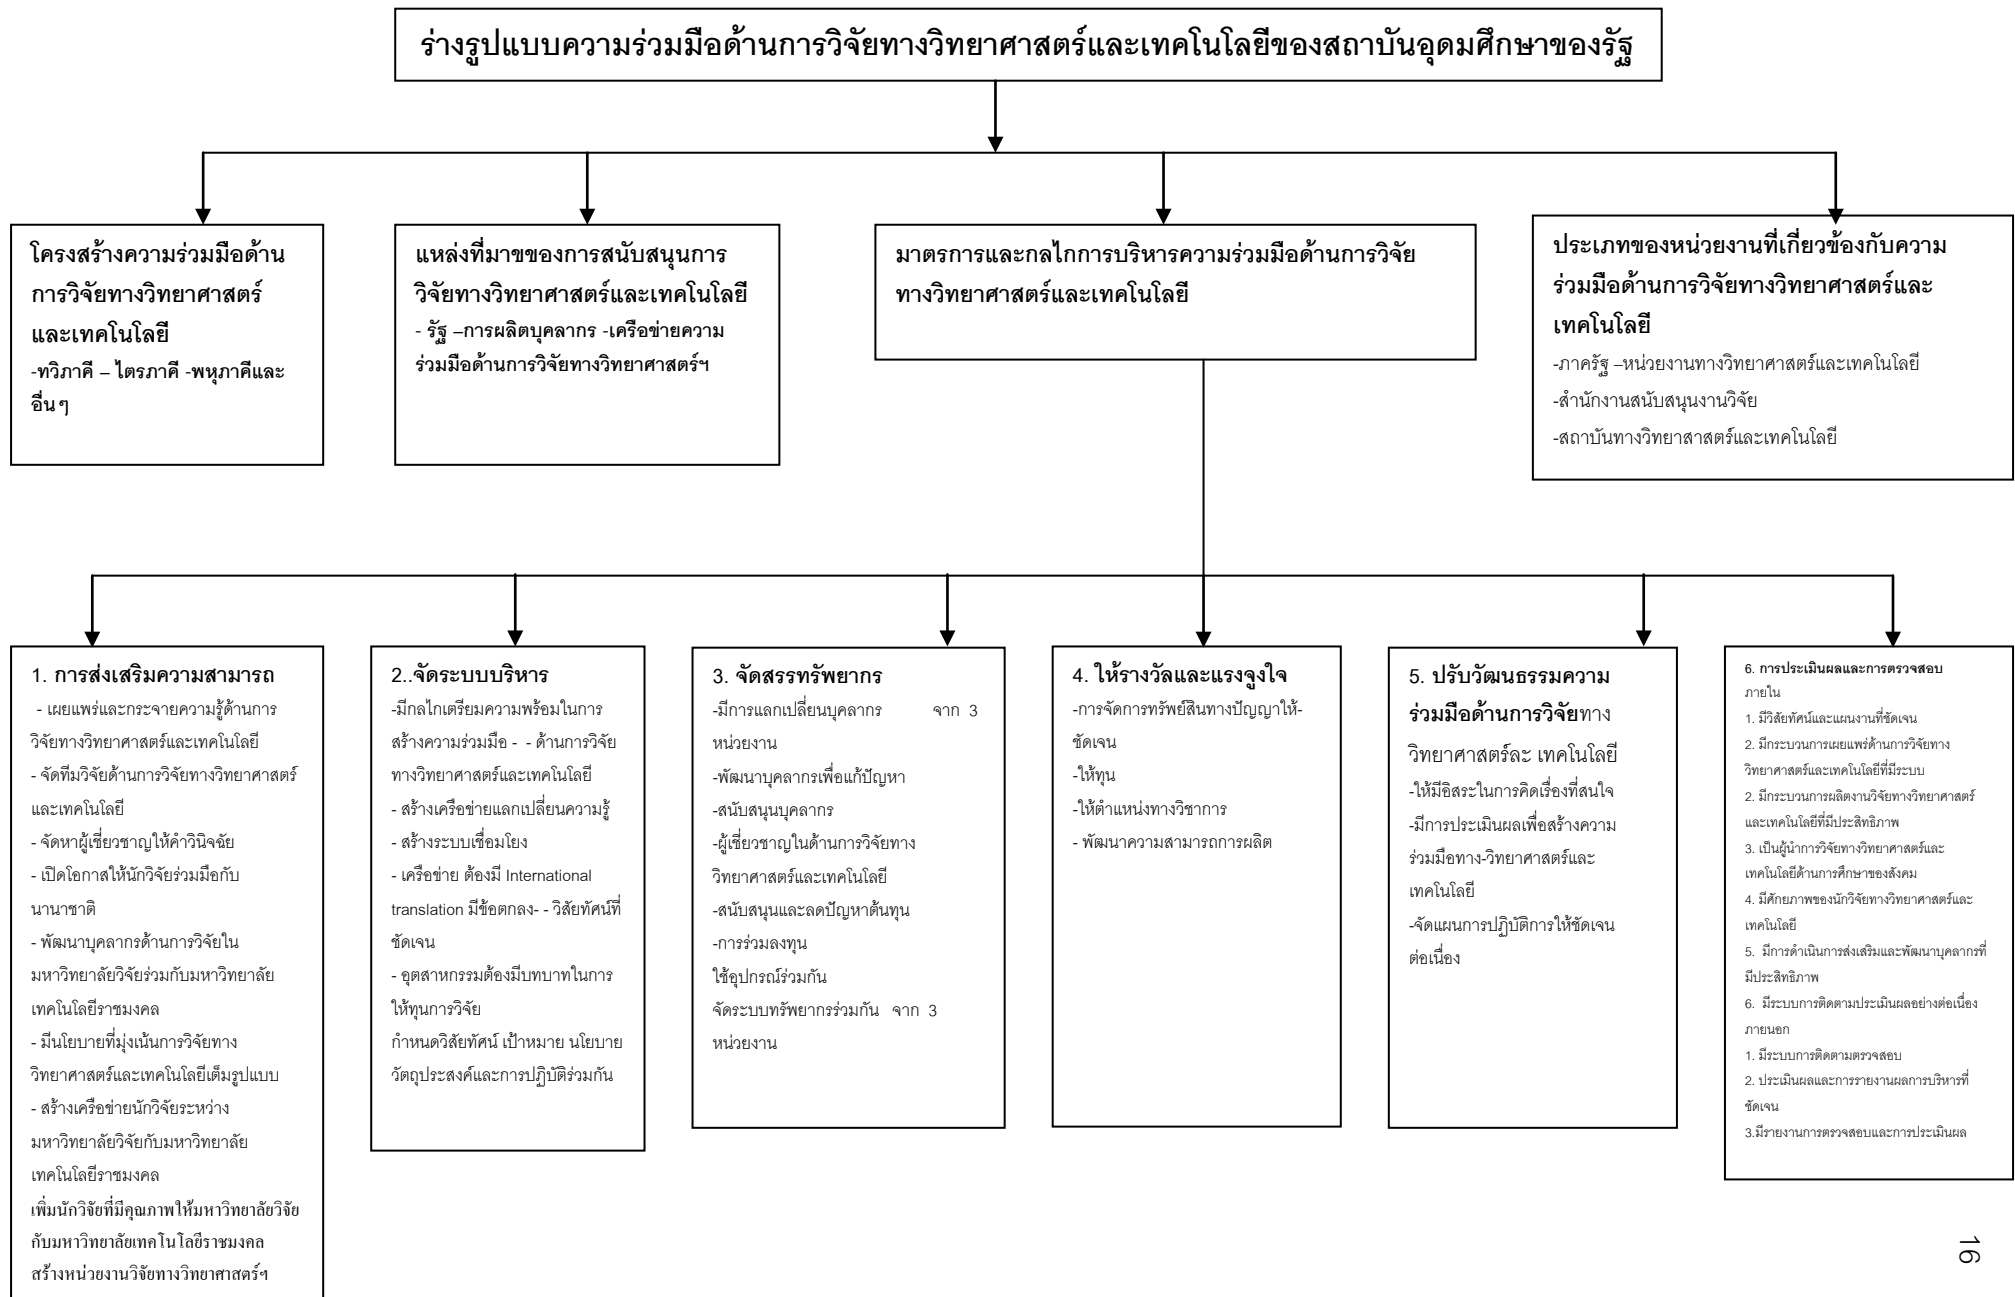 ร่างรูปแบบความร่วมมือด้านการวิจัยทางวิทยาศาสตร์และเทคโนโลยีของสถาบันอุดมศึกษาของรัฐ
โครงสร้างความร่วมมือด้าน
การวิจัยทางวิทยาศาสตร์
และเทคโนโลยี
-ทวิภาคี – ไตรภาคี -พหุภาคีและ
อื่นๆ
แหล่งที่มาขของการสนับสนุนการ
วิจัยทางวิทยาศาสตร์และเทคโนโลยี
- รัฐ –การผลิตบุคลากร -เครือข่ายความ
ร่วมมือด้านการวิจัยทางวิทยาศาสตร์ฯ
มาตรการและกลไกการบริหารความร่วมมือด้านการวิจัย
ทางวิทยาศาสตร์และเทคโนโลยี
ประเภทของหน่วยงานที่เกี่ยวข้องกับความ
ร่วมมือด้านการวิจัยทางวิทยาศาสตร์และ
เทคโนโลยี
-ภาครัฐ –หน่วยงานทางวิทยาศาสตร์และเทคโนโลยี
-สำนักงานสนับสนุนงานวิจัย
-สถาบันทางวิทยาสาสตร์และเทคโนโลยี
1. การส่งเสริมความสามารถ
- เผยแพร่และกระจายความรู้ด้านการ
วิจัยทางวิทยาศาสตร์และเทคโนโลยี
- จัดทีมวิจัยด้านการวิจัยทางวิทยาศาสตร์
และเทคโนโลยี
- จัดหาผู้เชี่ยวชาญให้คำวินิจฉัย
- เปิดโอกาสให้นักวิจัยร่วมมือกับ
นานาชาติ
- พัฒนาบุคลากรด้านการวิจัยใน
มหาวิทยาลัยวิจัยร่วมกับมหาวิทยาลัย
เทคโนโลยีราชมงคล
- มีนโยบายที่มุ่งเน้นการวิจัยทาง
วิทยาศาสตร์และเทคโนโลยีเต็มรูปแบบ
- สร้างเครือข่ายนักวิจัยระหว่าง
มหาวิทยาลัยวิจัยกับมหาวิทยาลัย
เทคโนโลยีราชมงคล
เพิ่มนักวิจัยที่มีคุณภาพให้มหาวิทยาลัยวิจัย
กับมหาวิทยาลัยเทคโนโลยีราชมงคล
สร้างหน่วยงานวิจัยทางวิทยาศาสตร์ฯ
2..จัดระบบบริหาร
-มีกลไกเตรียมความพร้อมในการ
สร้างความร่วมมือ - - ด้านการวิจัย
ทางวิทยาศาสตร์และเทคโนโลยี
- สร้างเครือข่ายแลกเปลี่ยนความรู้
- สร้างระบบเชื่อมโยง
- เครือข่าย ต้องมี International
translation มีข้อตกลง- - วิสัยทัศน์ที่
ชัดเจน
- อุตสาหกรรมต้องมีบทบาทในการ
ให้ทุนการวิจัย
กำหนดวิสัยทัศน์ เป้าหมาย นโยบาย
วัตถุประสงค์และการปฏิบัติร่วมกัน
3. จัดสรรทรัพยากร
-มีการแลกเปลี่ยนบุคลากร จาก 3
หน่วยงาน
-พัฒนาบุคลากรเพื่อแก้ปัญหา
-สนับสนุนบุคลากร
-ผู้เชี่ยวชาญในด้านการวิจัยทาง
วิทยาศาสตร์และเทคโนโลยี
-สนับสนุนและลดปัญหาต้นทุน
-การร่วมลงทุน
ใช้อุปกรณ์ร่วมกัน
จัดระบบทรัพยากรร่วมกัน จาก 3
หน่วยงาน
4. ให้รางวัลและแรงจูงใจ
-การจัดการทรัพย์สินทางปัญญาให้-
ชัดเจน
-ให้ทุน
-ให้ตำแหน่งทางวิชาการ
- พัฒนาความสามารถการผลิต
5. ปรับวัฒนธรรมความ
ร่วมมือด้านการวิจัยทาง
วิทยาศาสตร์ละ เทคโนโลยี
-ให้มีอิสระในการคิดเรื่องที่สนใจ
-มีการประเมินผลเพื่อสร้างความ
ร่วมมือทาง-วิทยาศาสตร์และ
เทคโนโลยี
-จัดแผนการปฏิบัติการให้ชัดเจน
ต่อเนื่อง
6. การประเมินผลและการตรวจสอบ
ภายใน
1. มีวิสัยทัศน์และแผนงานที่ชัดเจน
2. มีกระบวนการเผยแพร่ด้านการวิจัยทาง
วิทยาศาสตร์และเทคโนโลยีที่มีระบบ
2. มีกระบวนการผลิตงานวิจัยทางวิทยาศาสตร์
และเทคโนโลยีที่มีประสิทธิภาพ
3. เป็นผู้นำการวิจัยทางวิทยาศาสตร์และ
เทคโนโลยีด้านการศึกษาของสังคม
4. มีศักยภาพของนักวิจัยทางวิทยาศาสตร์และ
เทคโนโลยี
5. มีการดำเนินการส่งเสริมและพัฒนาบุคลากรที่
มีประสิทธิภาพ
6. มีระบบการติดตามประเมินผลอย่างต่อเนื่อง
ภายนอก
1. มีระบบการติดตามตรวจสอบ
2. ประเมินผลและการรายงานผลการบริหารที่
ชัดเจน
3.มีรายงานการตรวจสอบและการประเมินผล
16